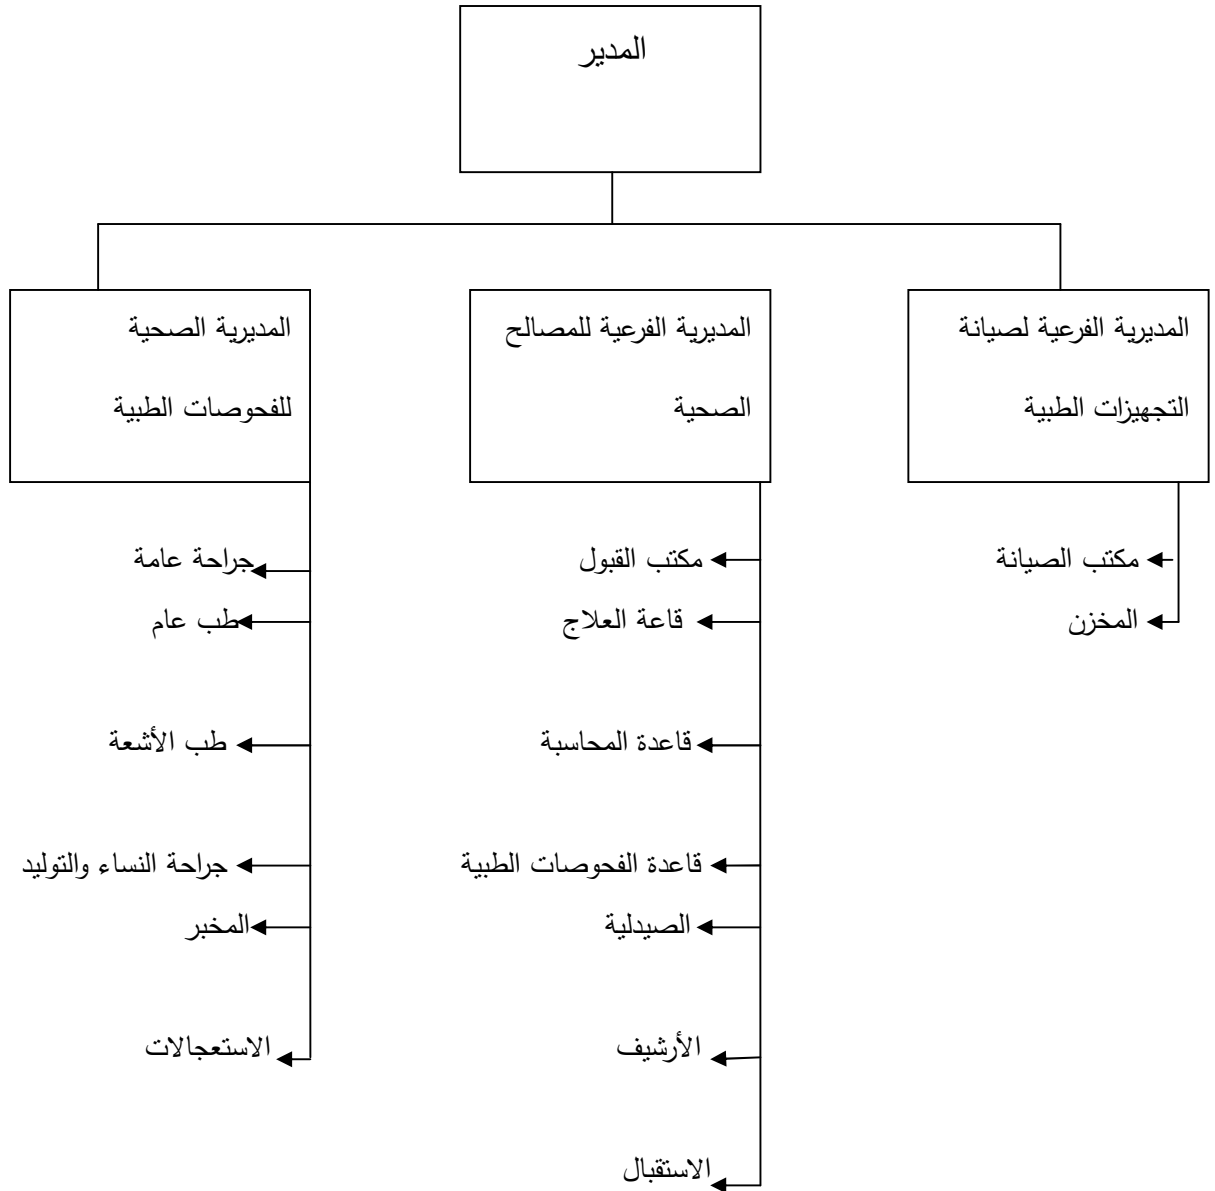 المدير
المديرية الفرعية لصيانة
التجهيزات الطبية
المديرية الفرعية للمصالح
الصحية
المديرية الصحية
للفحوصات الطبية
مكتب الصيانة
المخزن
مكتب القبول
قاعة العلاج
قاعدة المحاسبة
قاعدة الفحوصات الطبية
الصيدلية
الأرشيف
الاستقبال
جراحة عامة
طب عام
طب الأشعة
جراحة النساء والتوليد
المخبر
الاستعجالات